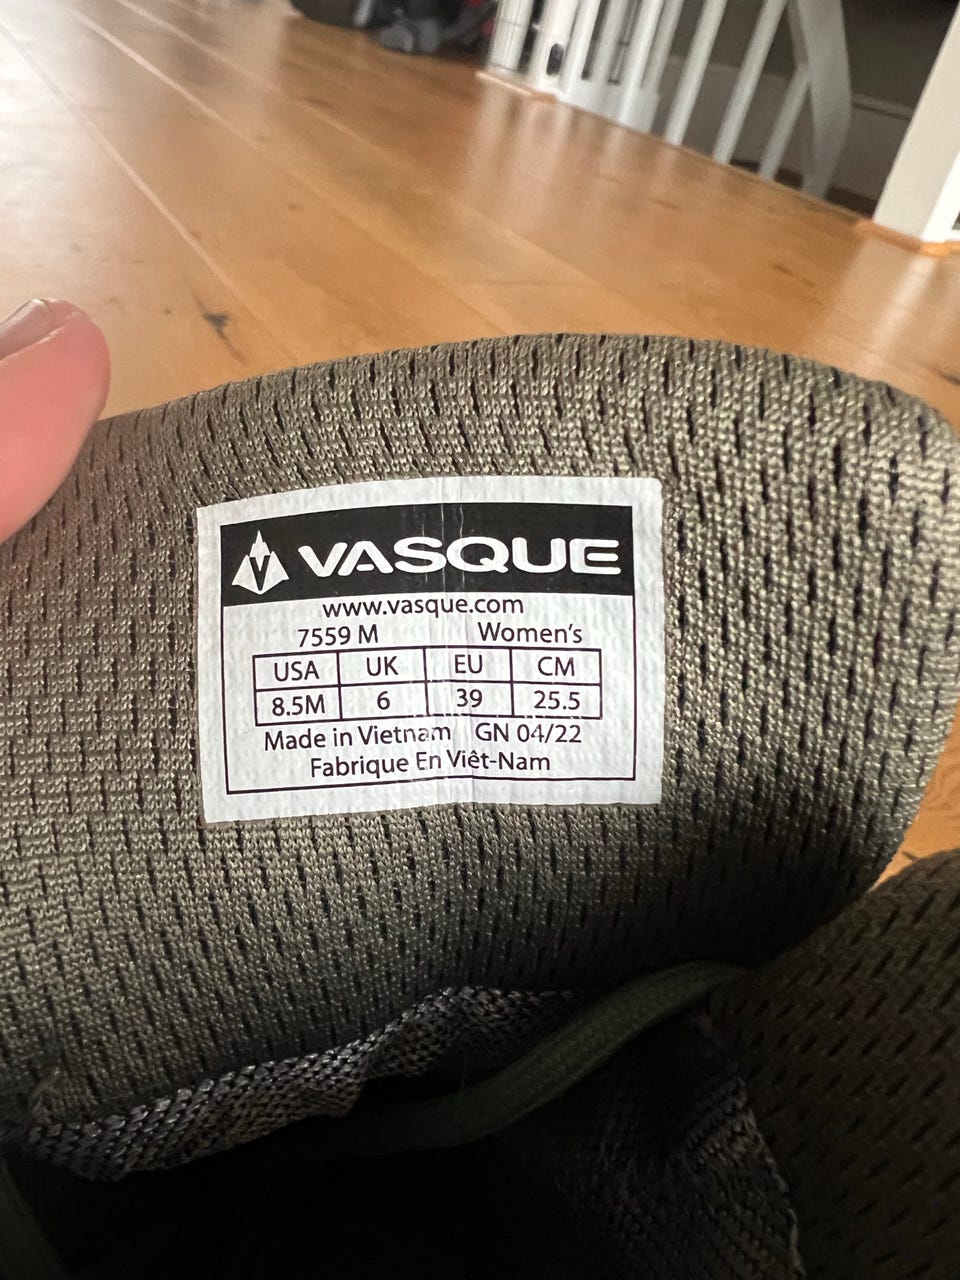 VASQUE
www.vasque.com
7559 M Women's
USA UK EU CM
8.5M 6 39 25.5
Made in Vietnam GN 04/22
Fabrique En Viêt-Nam